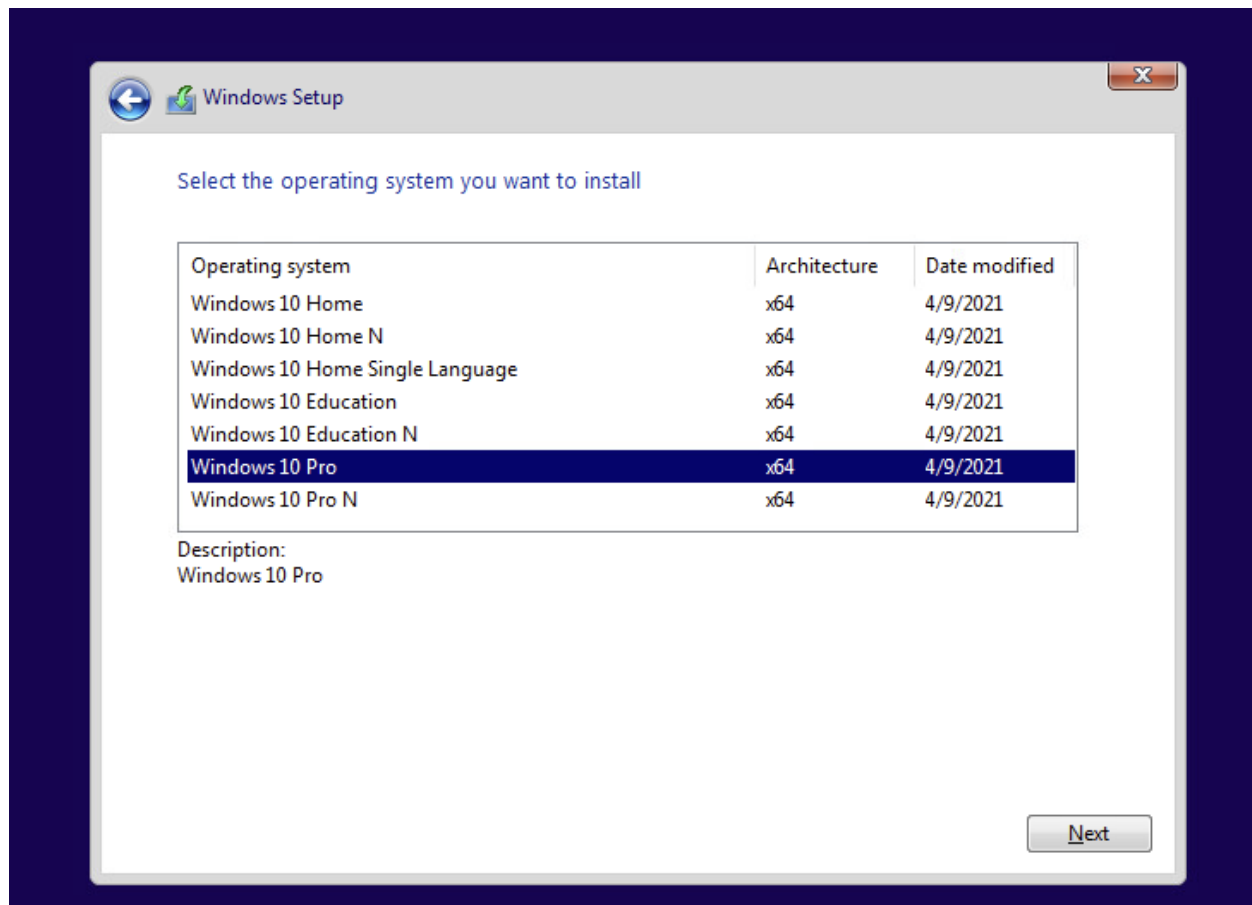 Windows Setup
Select the operating system you want to install
Operating system Architecture Date modified
Windows 10 Home x64 4/9/2021
Windows 10 Home N x64 4/9/2021
Windows 10 Home Single Language x64 4/9/2021
Windows 10 Education x64 4/9/2021
Windows 10 Education N x64 4/9/2021
Windows 10 Pro x64 4/9/2021
Windows 10 Pro N x64 4/9/2021
Description:
Windows 10 Pro
Next